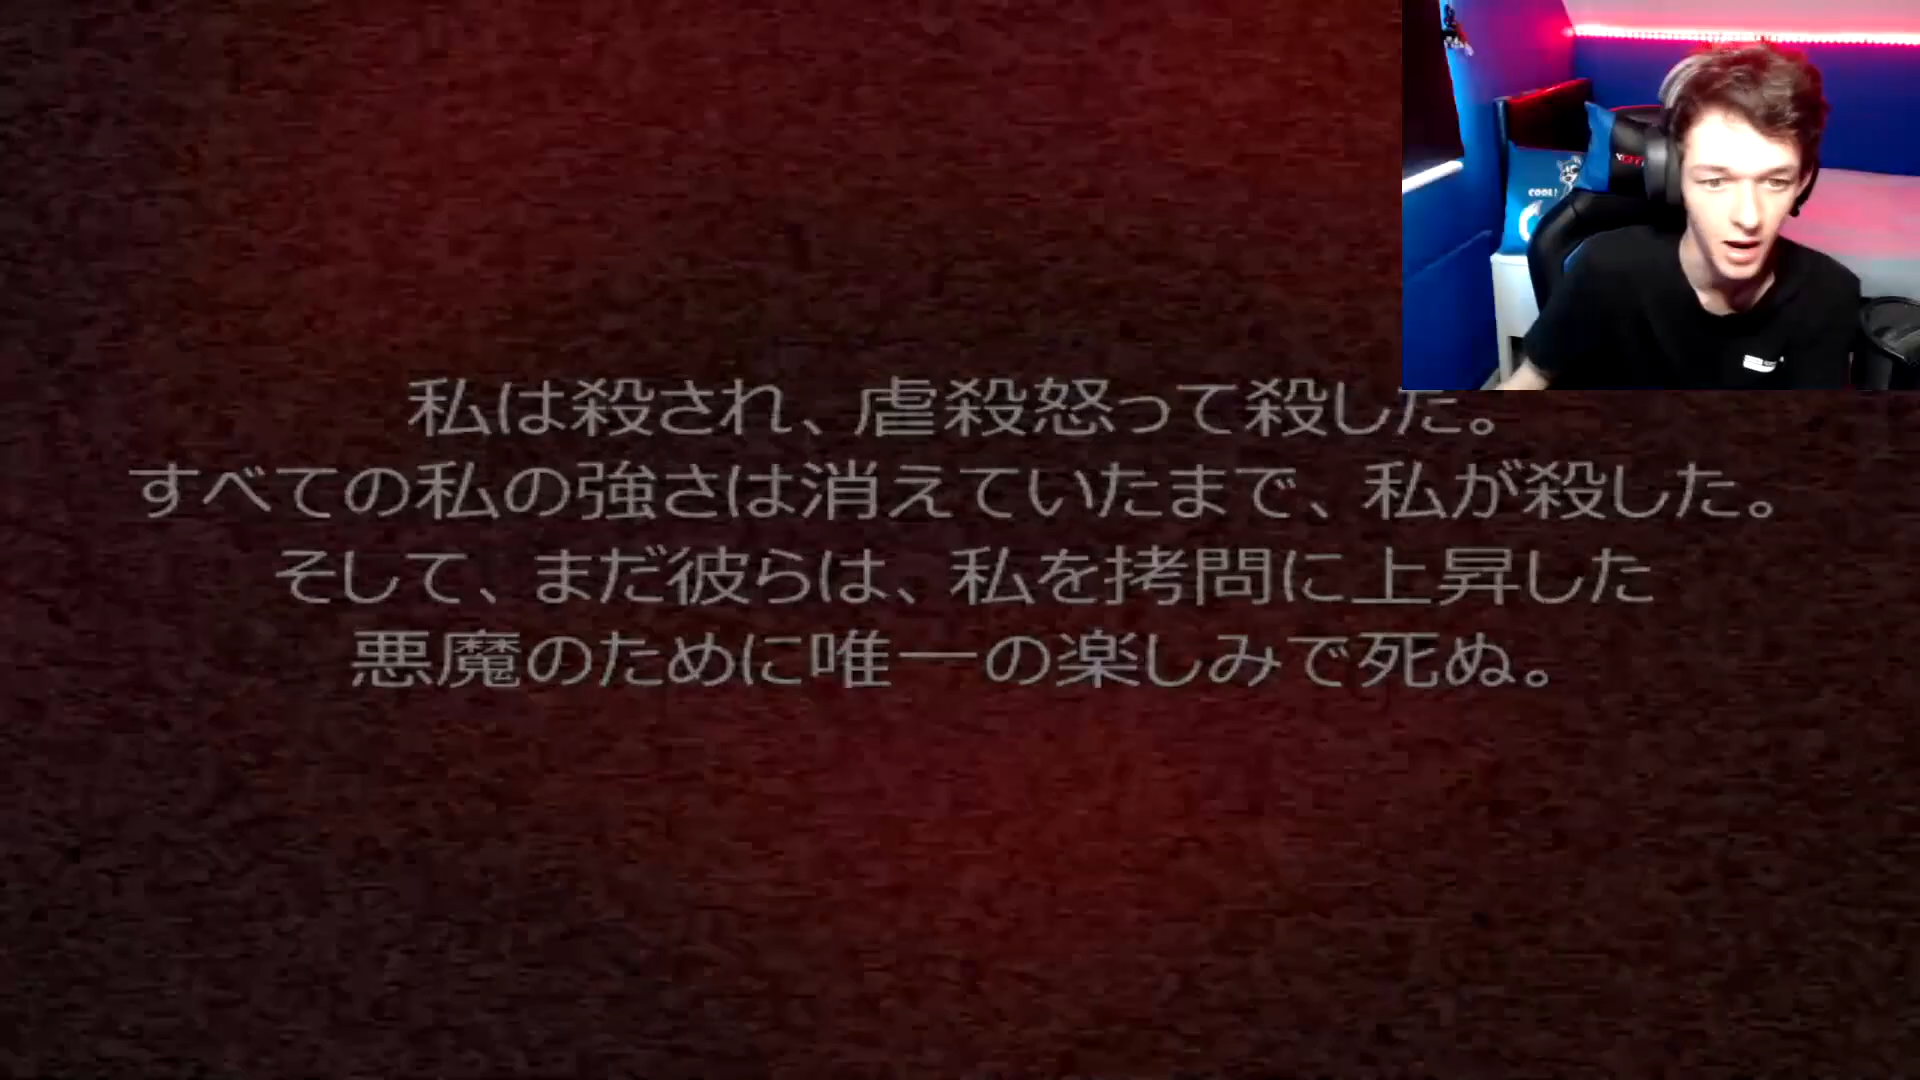 私は殺され、虐殺怒って殺した。
すべての私の強さは消えていたまで、私が殺した。
そして、まだ彼らは、私を拷問に上昇した
悪魔のために唯一の楽しみで死ぬ。
COOL!